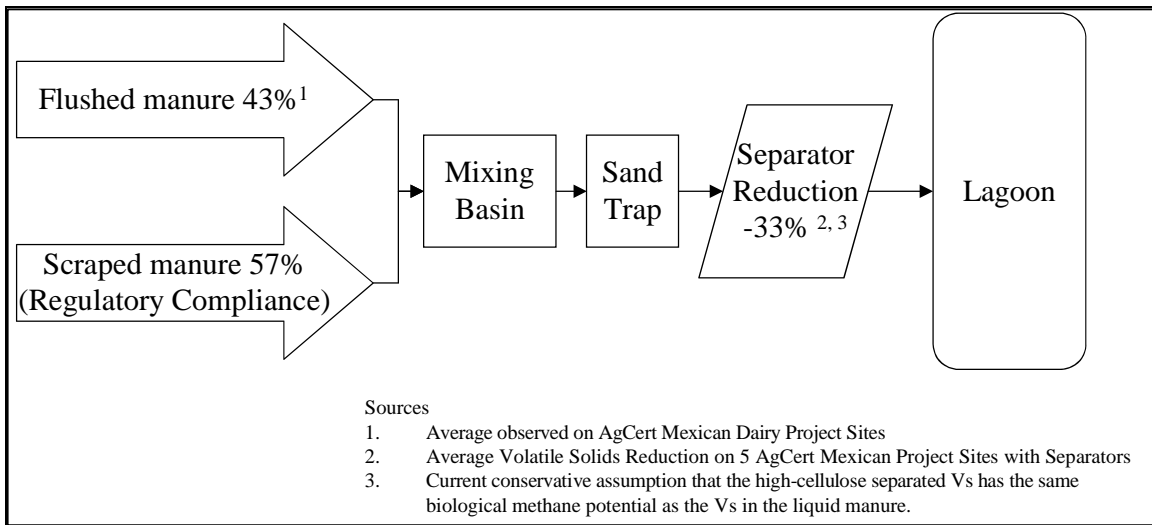 Flushed manure 43%1
Scraped manure 57%
(Regulatory Compliance)
Mixing
Basin
Sand
Trap
Separator
Reduction
-33% 2, 3
Lagoon
Sources
1. Average observed on AgCert Mexican Dairy Project Sites
2. Average Volatile Solids Reduction on 5 AgCert Mexican Project Sites with Separators
3. Current conservative assumption that the high-cellulose separated Vs has the same
biological methane potential as the Vs in the liquid manure.